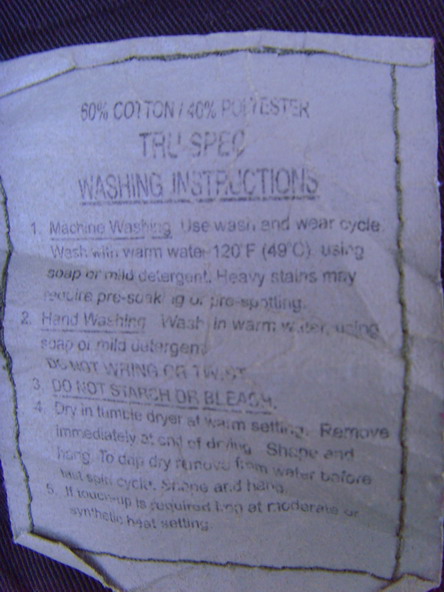 60% COTTON / 40% POLYESTER
TRU-SPEC
WASHING INSTRUCTIONS
1. Machine Washing Use wash and wear cycle.
Wash with warm water 120°F (49°C) using
soap or mild detergent. Heavy stains may
require pre-soaking or pre-spotting.
2. Hand Washing Wash in warm water, using
soap or mild detergent
DO NOT WRING OR TWIST
3. DO NOT STARCH OR BLEACH.
4. Dry in tumble dryer at warm setting. Remove
immediately at end of drying. Shape and
hang. To drip dry remove from water before
last spin cycle. Shape and hang.
5. If touch-up is required iron at moderate or
synthetic heat setting.